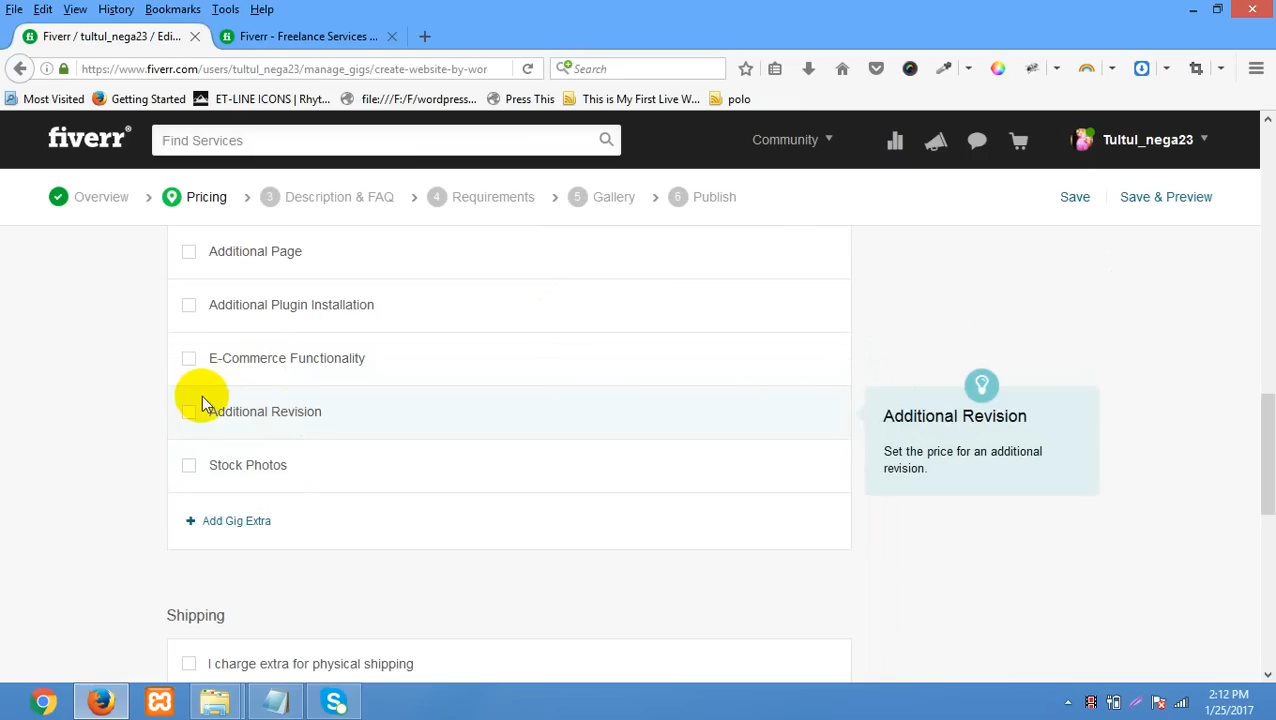 File Edit View History Bookmarks Tools Help
Fiverr / tultul_nega23 / Edi...
Fiverr - Freelance Services ...
https://www.fiverr.com/users/tultul_nega23/manage_gigs/create-website-by-wor
Search
Most Visited
Getting Started
ET-LINE ICONS | Rhyt...
file:///F:/F/wordpress...
Press This
This is My First Live W...
polo
fiverr®
Find Services
Community
Tultul_nega23
Overview
Pricing
3 Description & FAQ
4 Requirements
5 Gallery
6 Publish
Save
Save & Preview
Additional Page
Additional Plugin Installation
E-Commerce Functionality
Additional Revision
Stock Photos
+ Add Gig Extra
Additional Revision
Set the price for an additional
revision.
Shipping
I charge extra for physical shipping
2:12 PM
1/25/2017